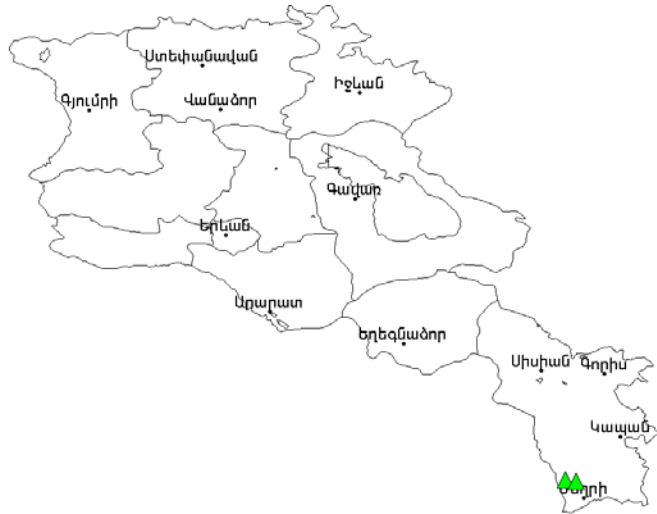 Ստեփանավան
Իջևան
Գյումրի
Վանաձոր
Գավառ
Երևան
Արարատ
Եղեգնաձոր
Սիսիան
Գորիս
Կապան